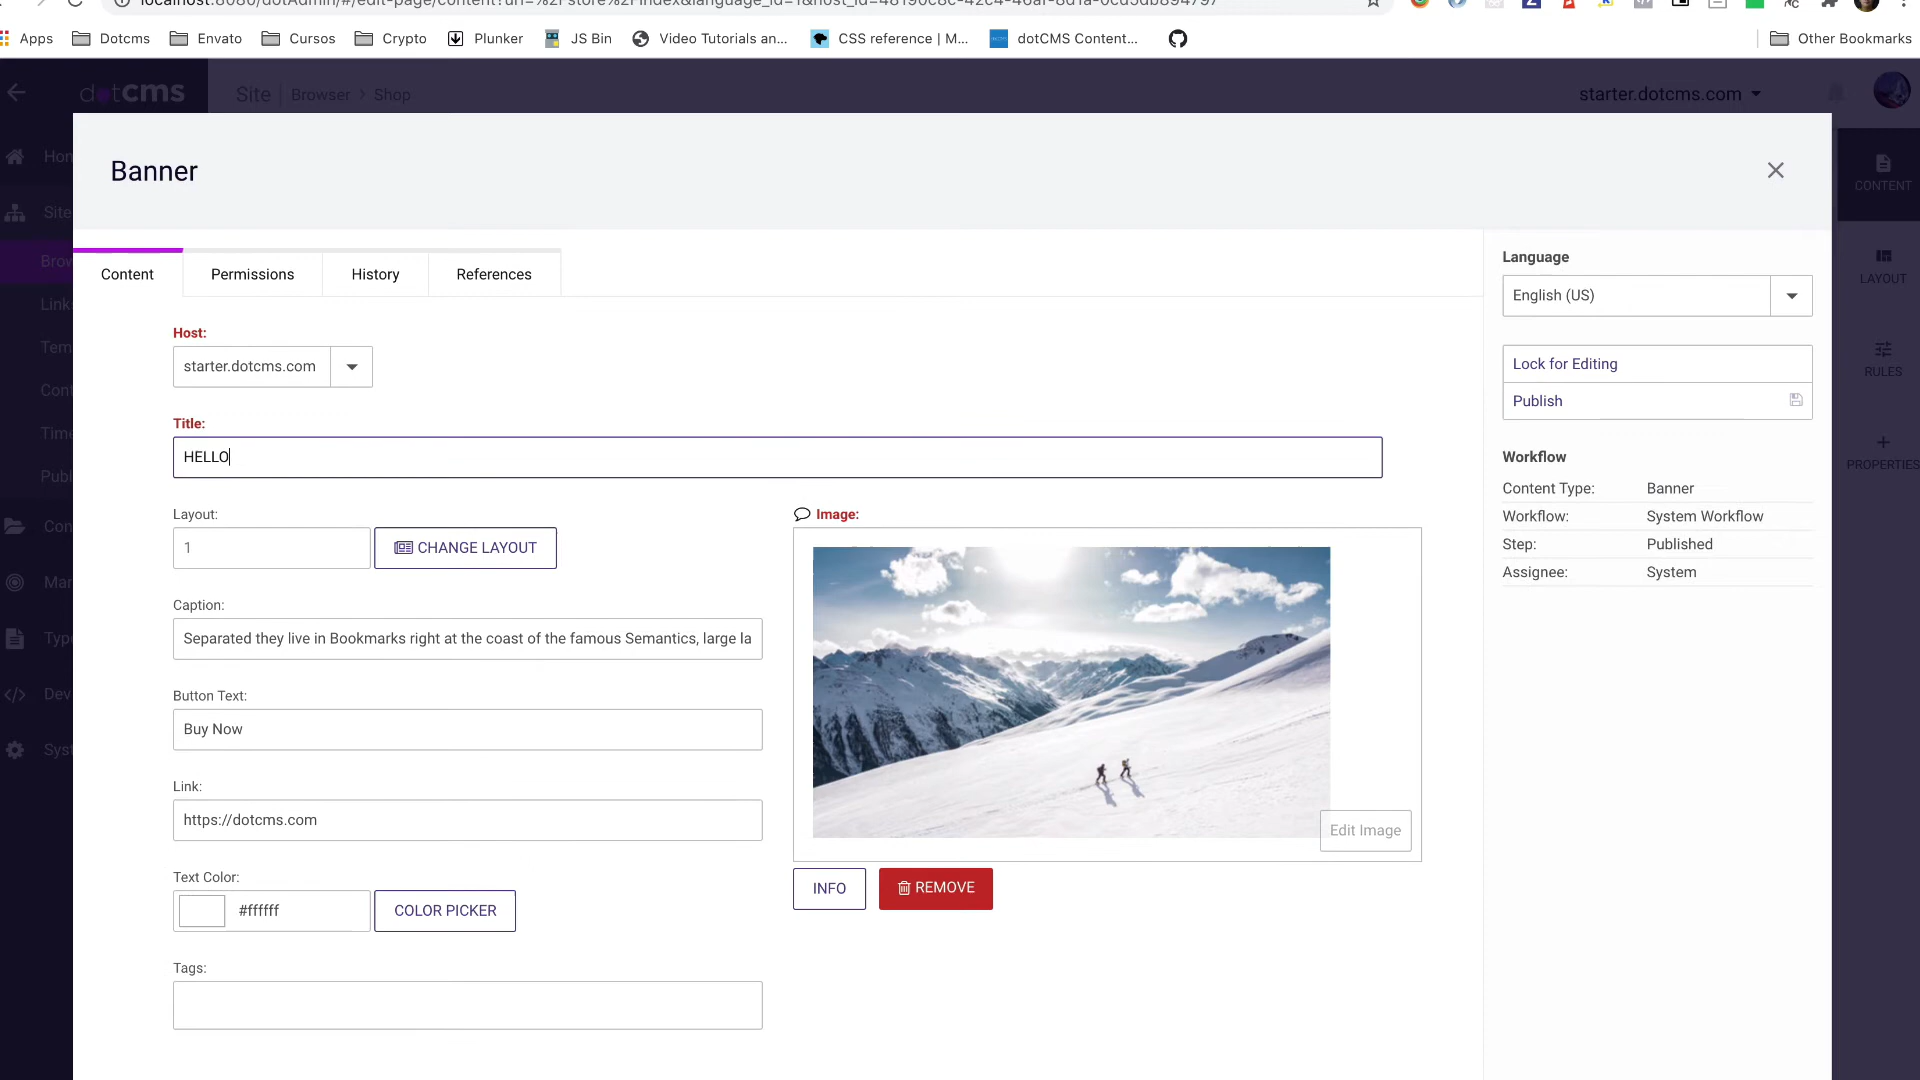 Apps
Dotcms
Envato
Cursos
Crypto
Plunker
JS Bin
Video Tutorials an...
CSS reference | M...
dotCMS Content...
Other Bookmarks
dotcms
Site
Browser > Shop
starter.dotcms.com
Banner
CONTENT
LAYOUT
RULES
PROPERTIES
Content
Permissions
History
References
Host:
starter.dotcms.com
Title:
HELLO
Layout:
1
CHANGE LAYOUT
Caption:
Separated they live in Bookmarks right at the coast of the famous Semantics, large la
Button Text:
Buy Now
Link:
https://dotcms.com
Text Color:
#ffffff
COLOR PICKER
Tags:
Image:
Edit Image
INFO
REMOVE
Language
English (US)
Lock for Editing
Publish
Workflow
Content Type: Banner
Workflow: System Workflow
Step: Published
Assignee: System